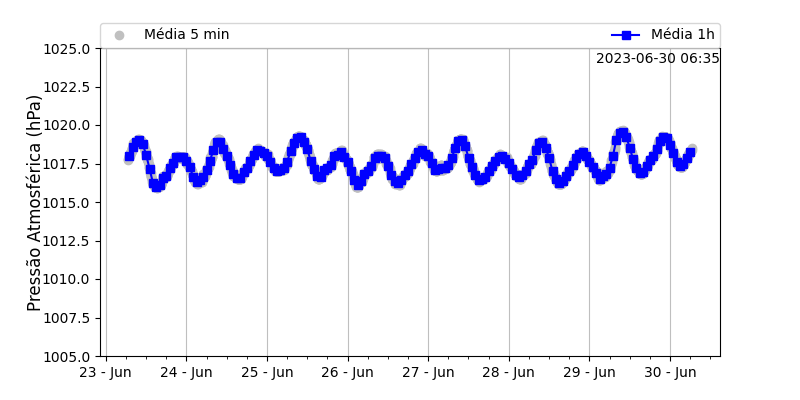 Média 5 min
Média 1h
2023-06-30 06:35
Pressão Atmosférica (hPa)
1025.0
1022.5
1020.0
1017.5
1015.0
1012.5
1010.0
1007.5
1005.0
23 - Jun
24 - Jun
25 - Jun
26 - Jun
27 - Jun
28 - Jun
29 - Jun
30 - Jun